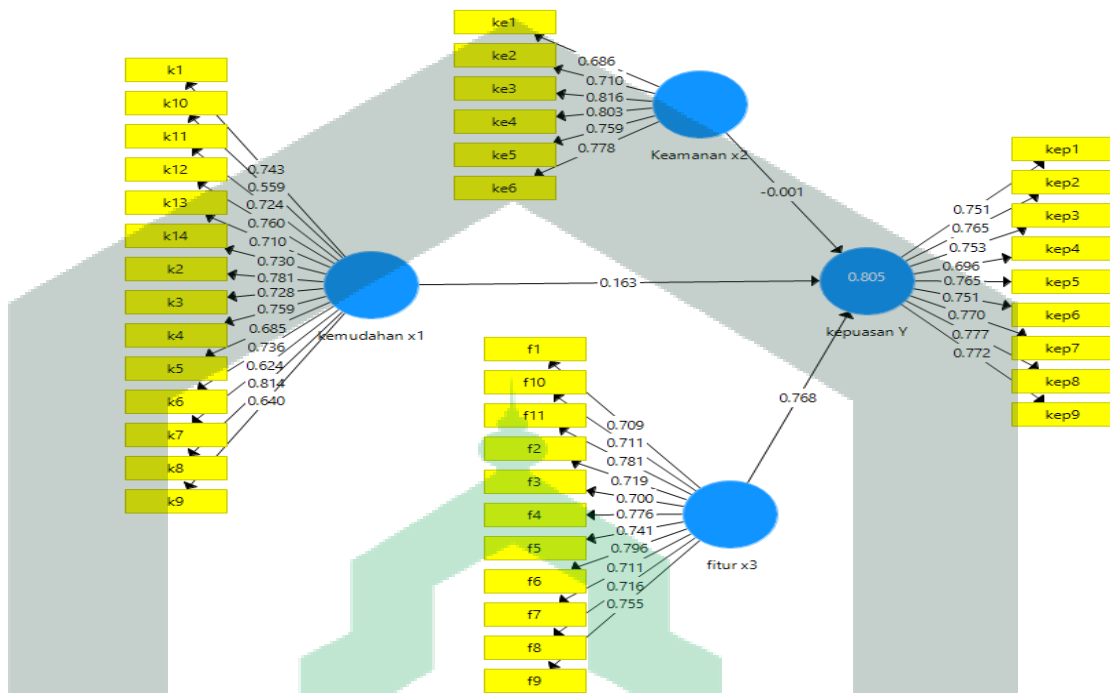 ke1
ke2
ke3
ke4
ke5
ke6
0.686
0.710
0.816
0.803
0.759
0.778
Keamanan x2
-0.001
k1
k10
k11
k12
k13
k14
k2
k3
k4
k5
k6
k7
k8
k9
0.743
0.559
0.724
0.760
0.710
0.730
0.781
0.728
0.759
0.685
0.736
0.624
0.814
0.640
kemudahan x1
0.163
f1
f10
f11
f2
f3
f4
f5
f6
f7
f8
f9
0.709
0.711
0.781
0.719
0.700
0.776
0.741
0.796
0.711
0.716
0.755
fitur x3
0.768
0.805
kepuasan Y
0.751
0.765
0.753
0.696
0.765
0.751
0.770
0.777
0.772
kep1
kep2
kep3
kep4
kep5
kep6
kep7
kep8
kep9